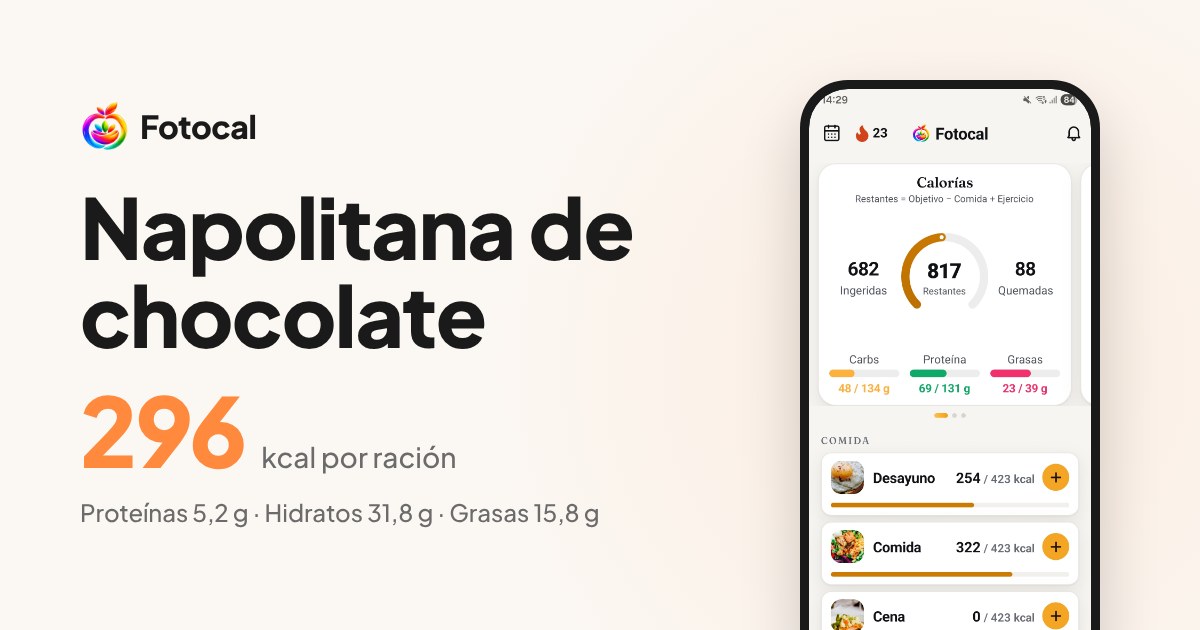 Fotocal
Napolitana de
chocolate
296 kcal por ración
Proteínas 5,2 g · Hidratos 31,8 g · Grasas 15,8 g
14:29
84
23
Fotocal
Calorías
Restantes = Objetivo − Comida + Ejercicio
682
Ingeridas
817
Restantes
88
Quemadas
Carbs
48 / 134 g
Proteína
69 / 131 g
Grasas
23 / 39 g
COMIDA
Desayuno 254 / 423 kcal +
Comida 322 / 423 kcal +
Cena 0 / 423 kcal +